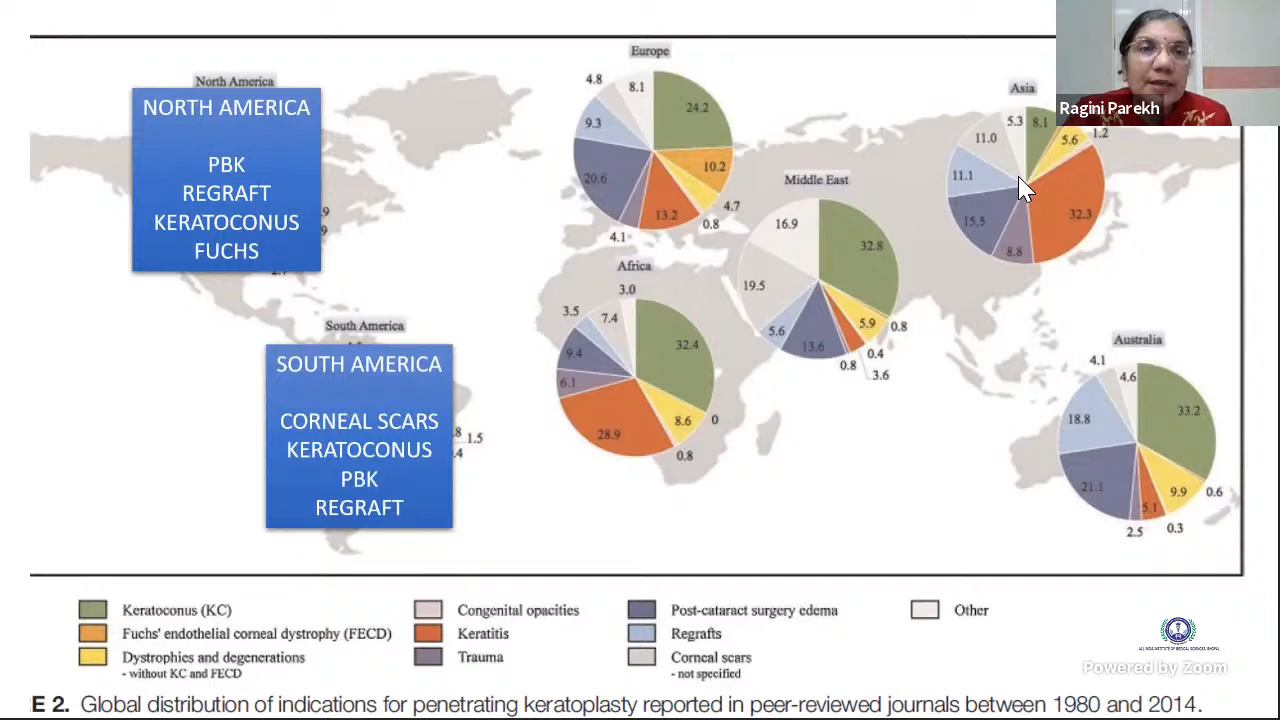 Ragini Parekh
North America
NORTH AMERICA
PBK
REGRAFT
KERATOCONUS
FUCHS
South America
SOUTH AMERICA
CORNEAL SCARS
KERATOCONUS
PBK
REGRAFT
1.5
Europe
4.8
8.1
24.2
9.3
10.2
20.6
4.7
13.2
0.8
4.1
Africa
3.0
3.5
7.4
32.4
9.4
6.1
8.6
0
28.9
0.8
Middle East
16.9
32.8
19.5
5.9
0.8
5.6
13.6
0.4
0.8
3.6
Asia
5.3
8.1
11.0
5.6
1.2
11.1
32.3
15.5
8.8
Australia
4.1
4.6
33.2
18.8
21.1
9.9
0.6
5.1
0.3
2.5
Keratoconus (KC)
Fuchs' endothelial corneal dystrophy (FECD)
Dystrophies and degenerations
- without KC and FECD
Congenital opacities
Keratitis
Trauma
Post-cataract surgery edema
Regrafts
Corneal scars
- not specified
Other
ALL INDIA INSTITUTE OF MEDICAL SCIENCES, BHOPAL
Powered by Zoom
E 2. Global distribution of indications for penetrating keratoplasty reported in peer-reviewed journals between 1980 and 2014.